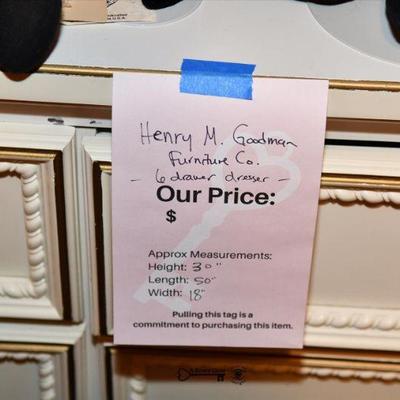 Henry M. Goodman
Furniture Co.
- 6 drawer dresser -
Our Price:
$
Approx Measurements:
Height: 30"
Length: 50"
Width: 18"
Pulling this tag is a
commitment to purchasing this item.